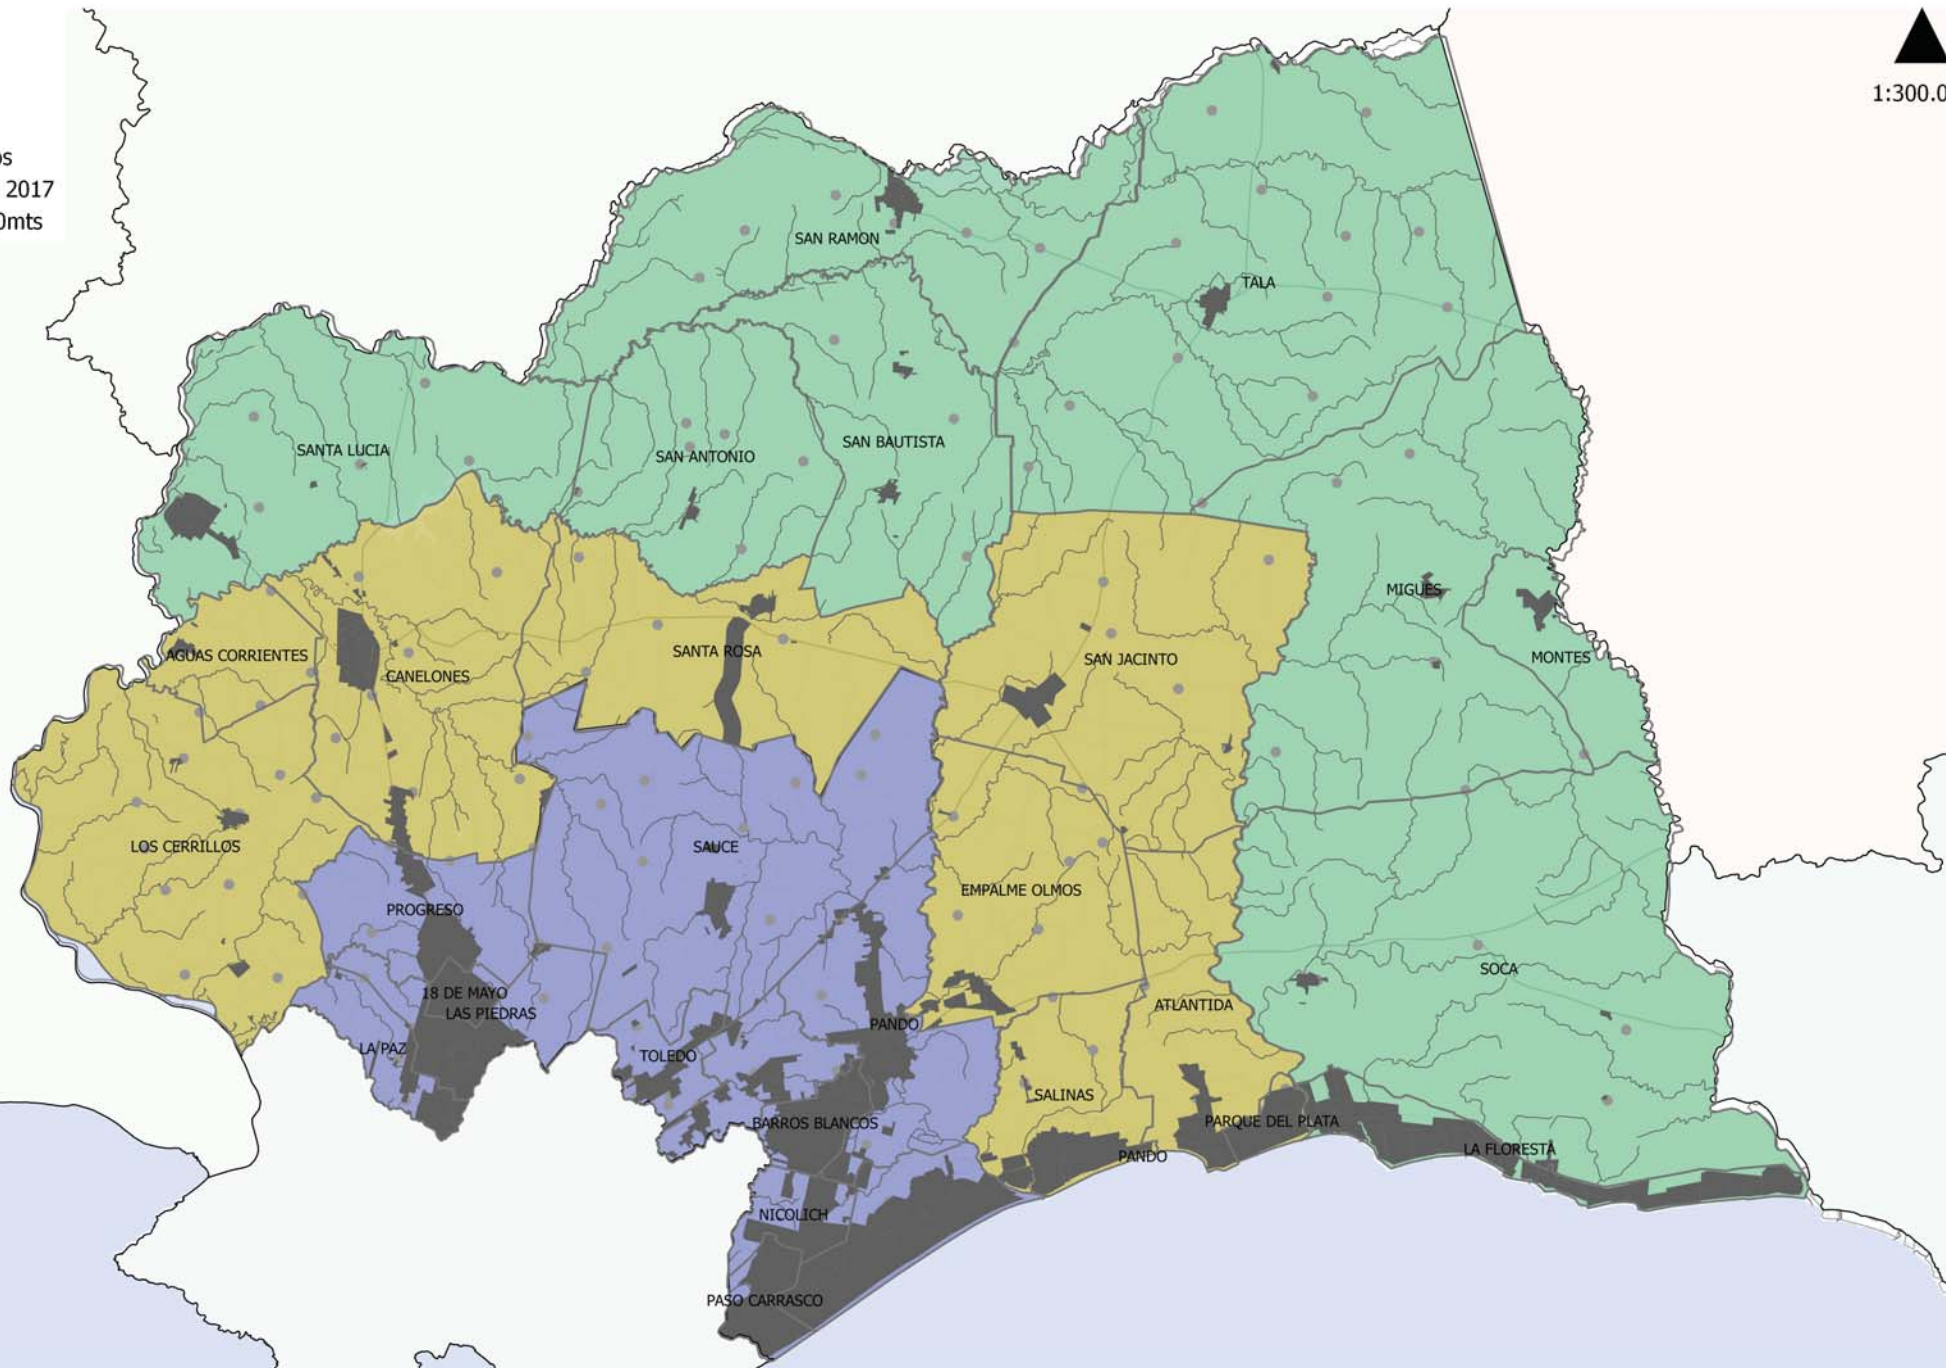 1:300.0
2017
0mts
SAN RAMON
TALA
SANTA LUCIA
SAN ANTONIO
SAN BAUTISTA
MIGUES
MONTES
AGUAS CORRIENTES
CANELONES
SANTA ROSA
SAN JACINTO
LOS CERRILLOS
SAUCE
EMPALME OLMOS
PROGRESO
18 DE MAYO
LAS PIEDRAS
SOCA
ATLANTIDA
PANDO
LA PAZ
TOLEDO
SALINAS
BARROS BLANCOS
PARQUE DEL PLATA
LA FLORESTA
PANDO
NICOLICH
PASO CARRASCO